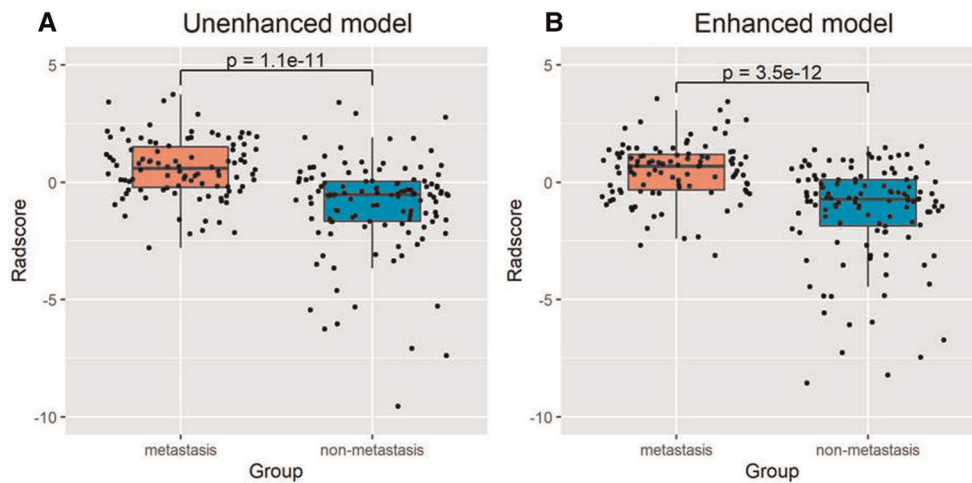 A
Unenhanced model
p = 1.1e-11
5
0
-5
-10
Radscore
metastasis
non-metastasis
Group
B
Enhanced model
p = 3.5e-12
5
0
-5
-10
Radscore
metastasis
non-metastasis
Group